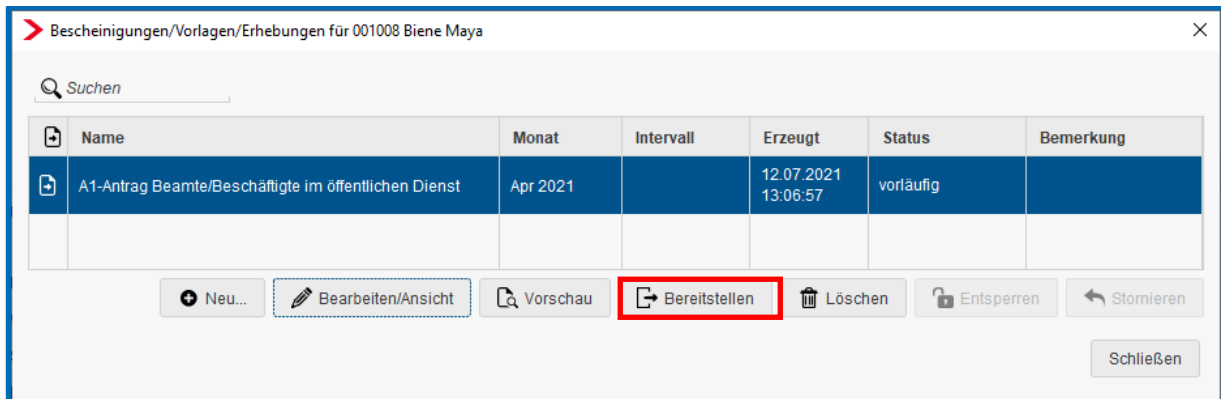 Bescheinigungen/Vorlagen/Erhebungen für 001008 Biene Maya
Suchen
Name Monat Intervall Erzeugt Status Bemerkung
A1-Antrag Beamte/Beschäftigte im öffentlichen Dienst Apr 2021 12.07.2021 13:06:57 vorläufig
Neu... Bearbeiten/Ansicht Vorschau Bereitstellen Löschen Entsperren Stornieren
Schließen